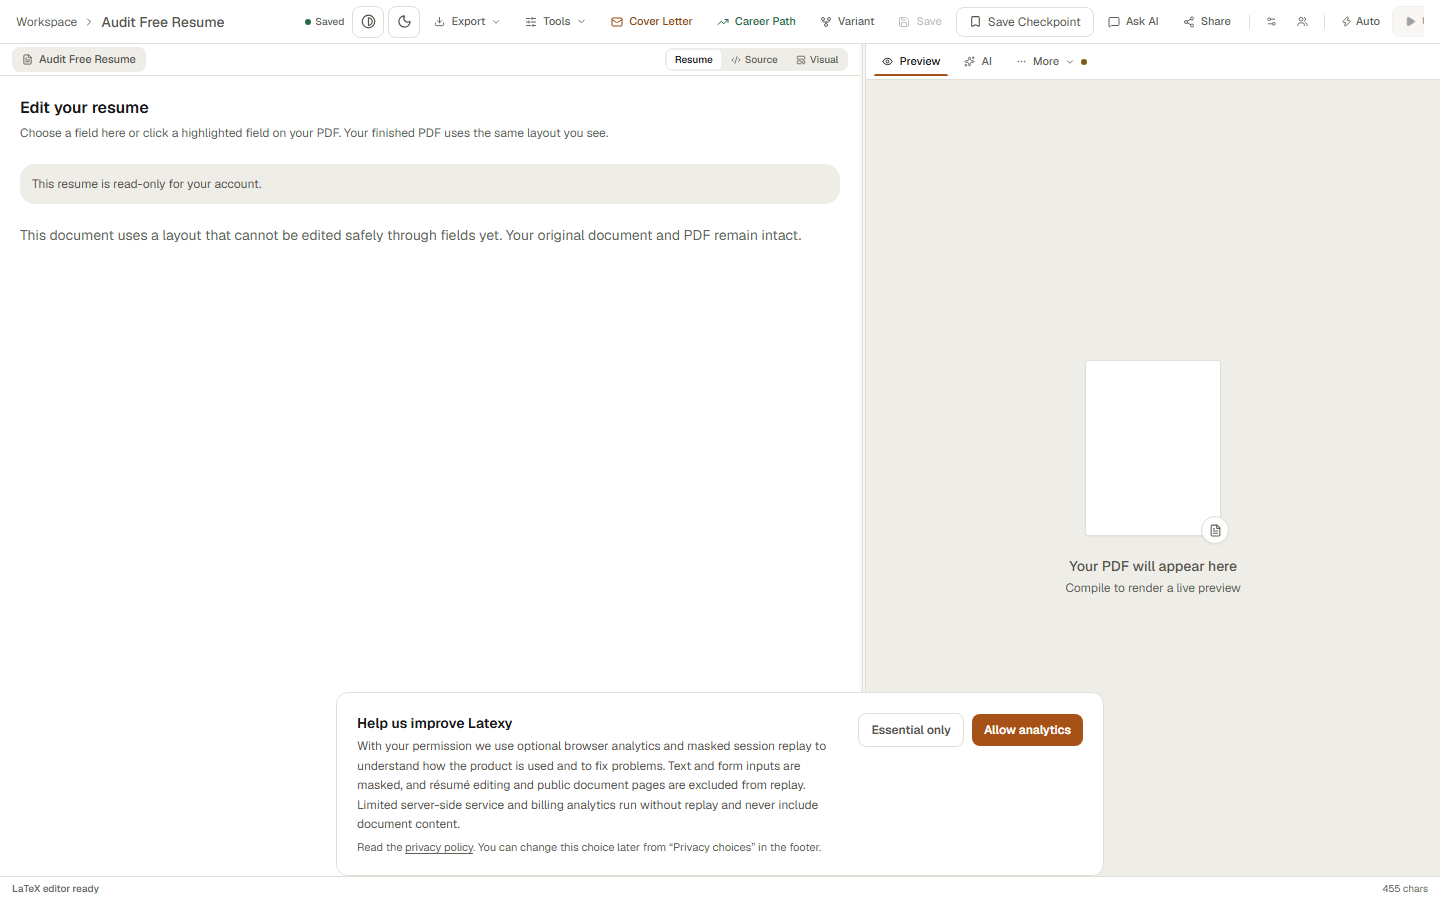 Workspace > Audit Free Resume
Saved
Export
Tools
Cover Letter
Career Path
Variant
Save
Save Checkpoint
Ask AI
Share
Auto
Audit Free Resume
Resume
Source
Visual
Preview
AI
More
Edit your resume
Choose a field here or click a highlighted field on your PDF. Your finished PDF uses the same layout you see.
This resume is read-only for your account.
This document uses a layout that cannot be edited safely through fields yet. Your original document and PDF remain intact.
Your PDF will appear here
Compile to render a live preview
Help us improve Latexy
With your permission we use optional browser analytics and masked session replay to
understand how the product is used and to fix problems. Text and form inputs are
masked, and résumé editing and public document pages are excluded from replay.
Limited server-side service and billing analytics run without replay and never include
document content.
Read the privacy policy. You can change this choice later from “Privacy choices” in the footer.
Essential only
Allow analytics
LaTeX editor ready
455 chars